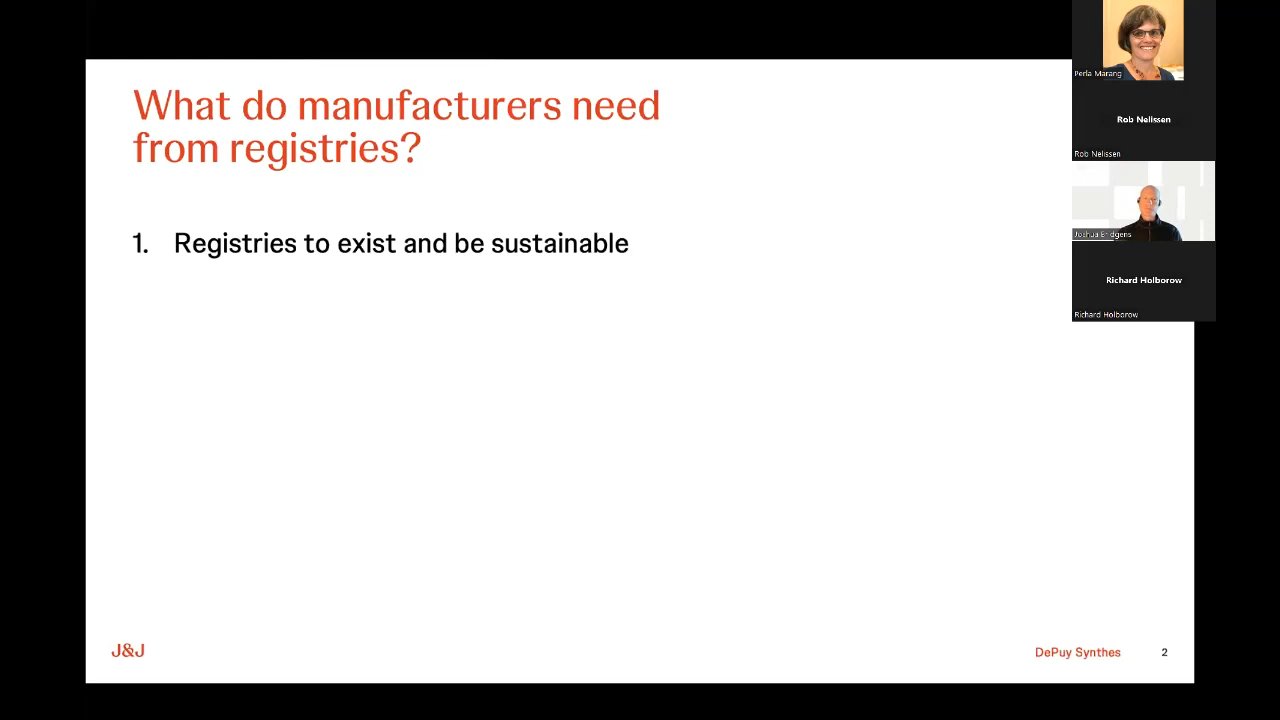 What do manufacturers need
from registries?
1. Registries to exist and be sustainable
J&J
DePuy Synthes
2
Perla Marang
Rob Nelissen
Rob Nelissen
Joshua Bridgens
Richard Holborow
Richard Holborow